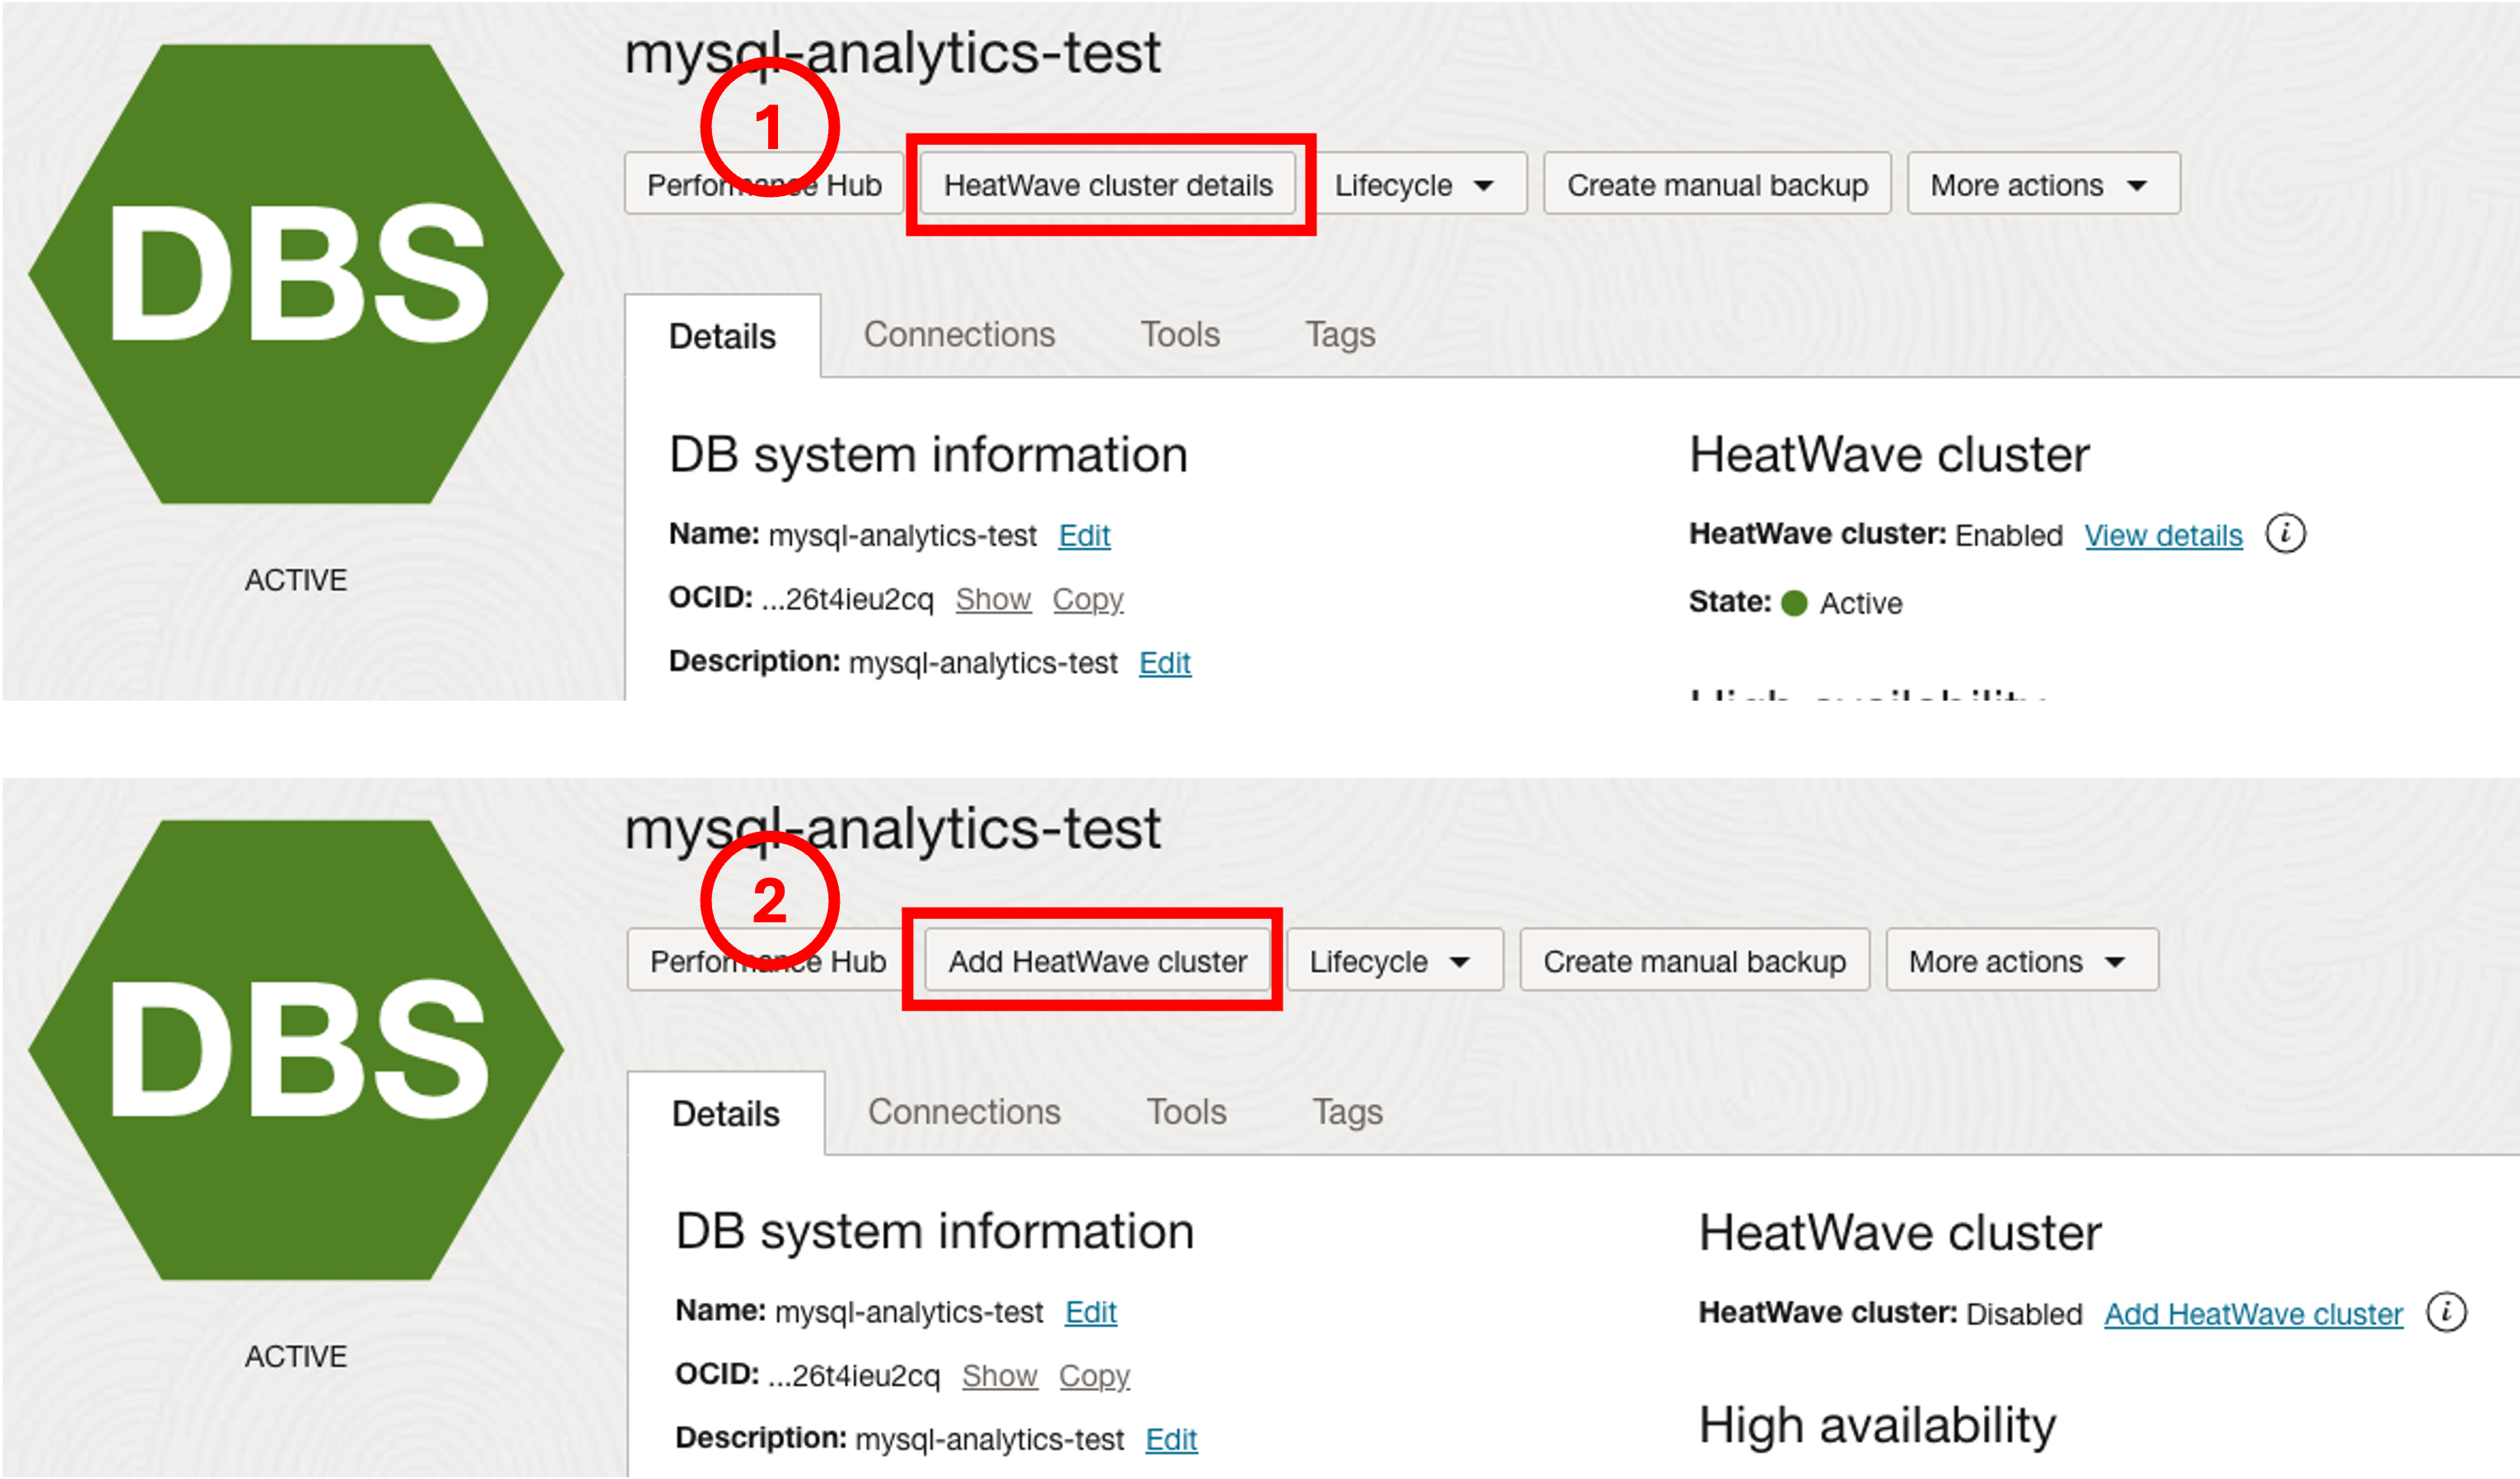 mysql-analytics-test
1
Performance Hub HeatWave cluster details Lifecycle Create manual backup More actions
DBS
Details Connections Tools Tags
DB system information HeatWave cluster
Name: mysql-analytics-test Edit HeatWave cluster: Enabled View details i
ACTIVE
OCID: ...26t4ieu2cq Show Copy State: Active
Description: mysql-analytics-test Edit
High availability
mysql-analytics-test
2
Performance Hub Add HeatWave cluster Lifecycle Create manual backup More actions
DBS
Details Connections Tools Tags
DB system information HeatWave cluster
Name: mysql-analytics-test Edit HeatWave cluster: Disabled Add HeatWave cluster i
ACTIVE
OCID: ...26t4ieu2cq Show Copy
High availability
Description: mysql-analytics-test Edit